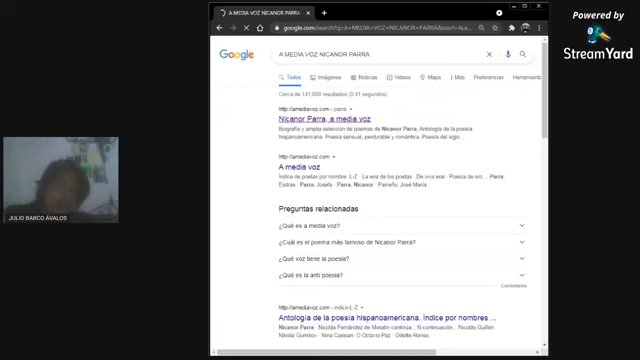 A MEDIA VOZ NICANOR PARRA
Powered by
StreamYard
google.com/search?q=A+MEDIA+VOZ+NICANOR+PARRA
Google
A MEDIA VOZ NICANOR PARRA
Todos
Imágenes
Noticias
Videos
Maps
Más
Preferencias
Herramientas
Cerca de 141,000 resultados (0.41 segundos)
http://amediavoz.com › parra
Nicanor Parra, a media voz
Biografía y amplia selección de poemas de Nicanor Parra. Antología de la poesía
hispanoamericana. Poesía sensual, perdurable y romántica. Poesía del siglo ...
http://amediavoz.com
A media voz
Índice de poetas por nombre: L-Z · La voz de los poetas · De viva voz · Poesía de oro ... Parra,
Esdras · Parra, Josefa · Parra, Nicanor · Parreño, José María
JULIO BARCO ÁVALOS
Preguntas relacionadas
¿Qué es a media voz?
¿Cuál es el poema más famoso de Nicanor Parra?
¿Qué voz tiene la poesía?
¿Qué es la anti poesía?
Comentarios
http://amediavoz.com › indice-L-Z
Antología de la poesía hispanoamericana. Índice por nombres ...
Nicanor Parra · Nicolás Fernández de Moratín continúa... N continuación... Nicolás Guillén
Nikolai Gumiliov · Nina Cassian · O Octavio Paz · Odette Alonso